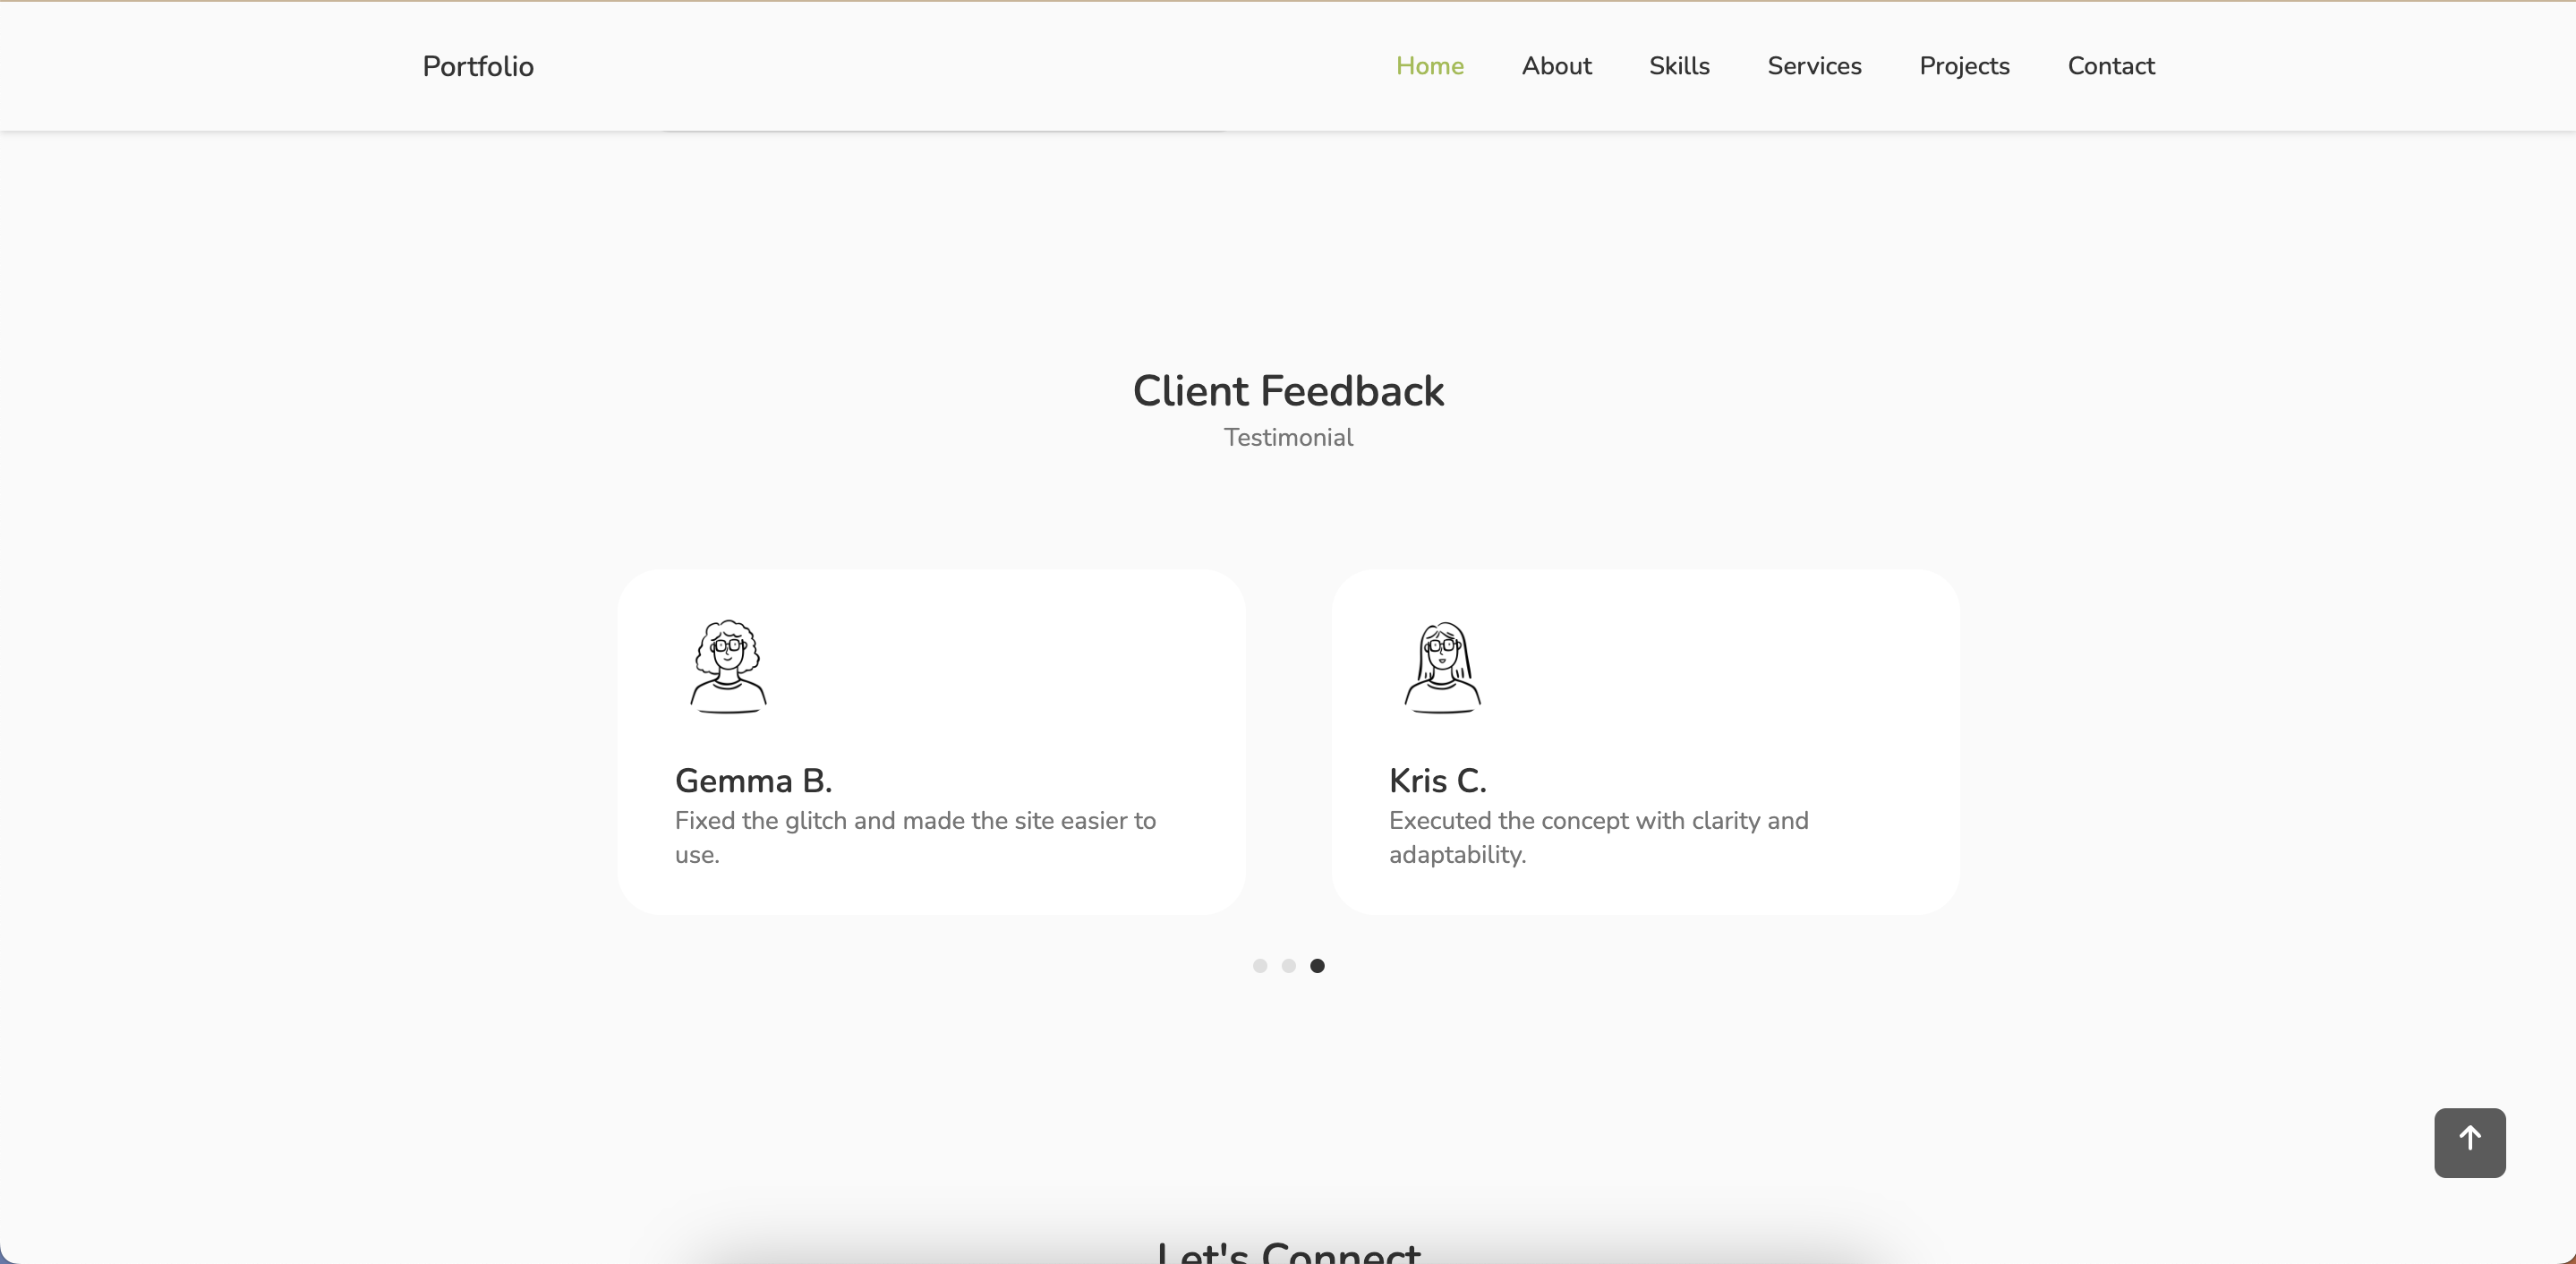 Portfolio
Home About Skills Services Projects Contact
Client Feedback
Testimonial
Gemma B.
Fixed the glitch and made the site easier to
use.
Kris C.
Executed the concept with clarity and
adaptability.
Let's Connect